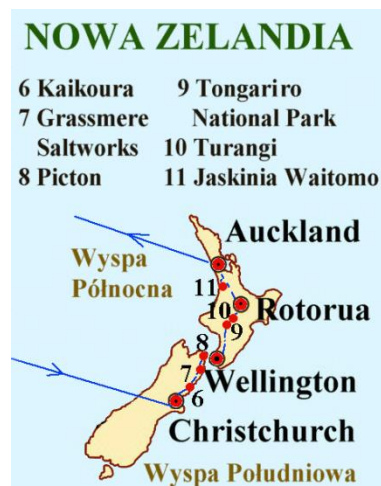 NOWA ZELANDIA
6 Kaikoura
7 Grassmere
Saltworks
8 Picton
9 Tongariro
National Park
10 Turangi
11 Jaskinia Waitomo
Auckland
Wyspa
Północna
11
10
Rotorua
9
8
7
Wellington
6
Christchurch
Wyspa Południowa